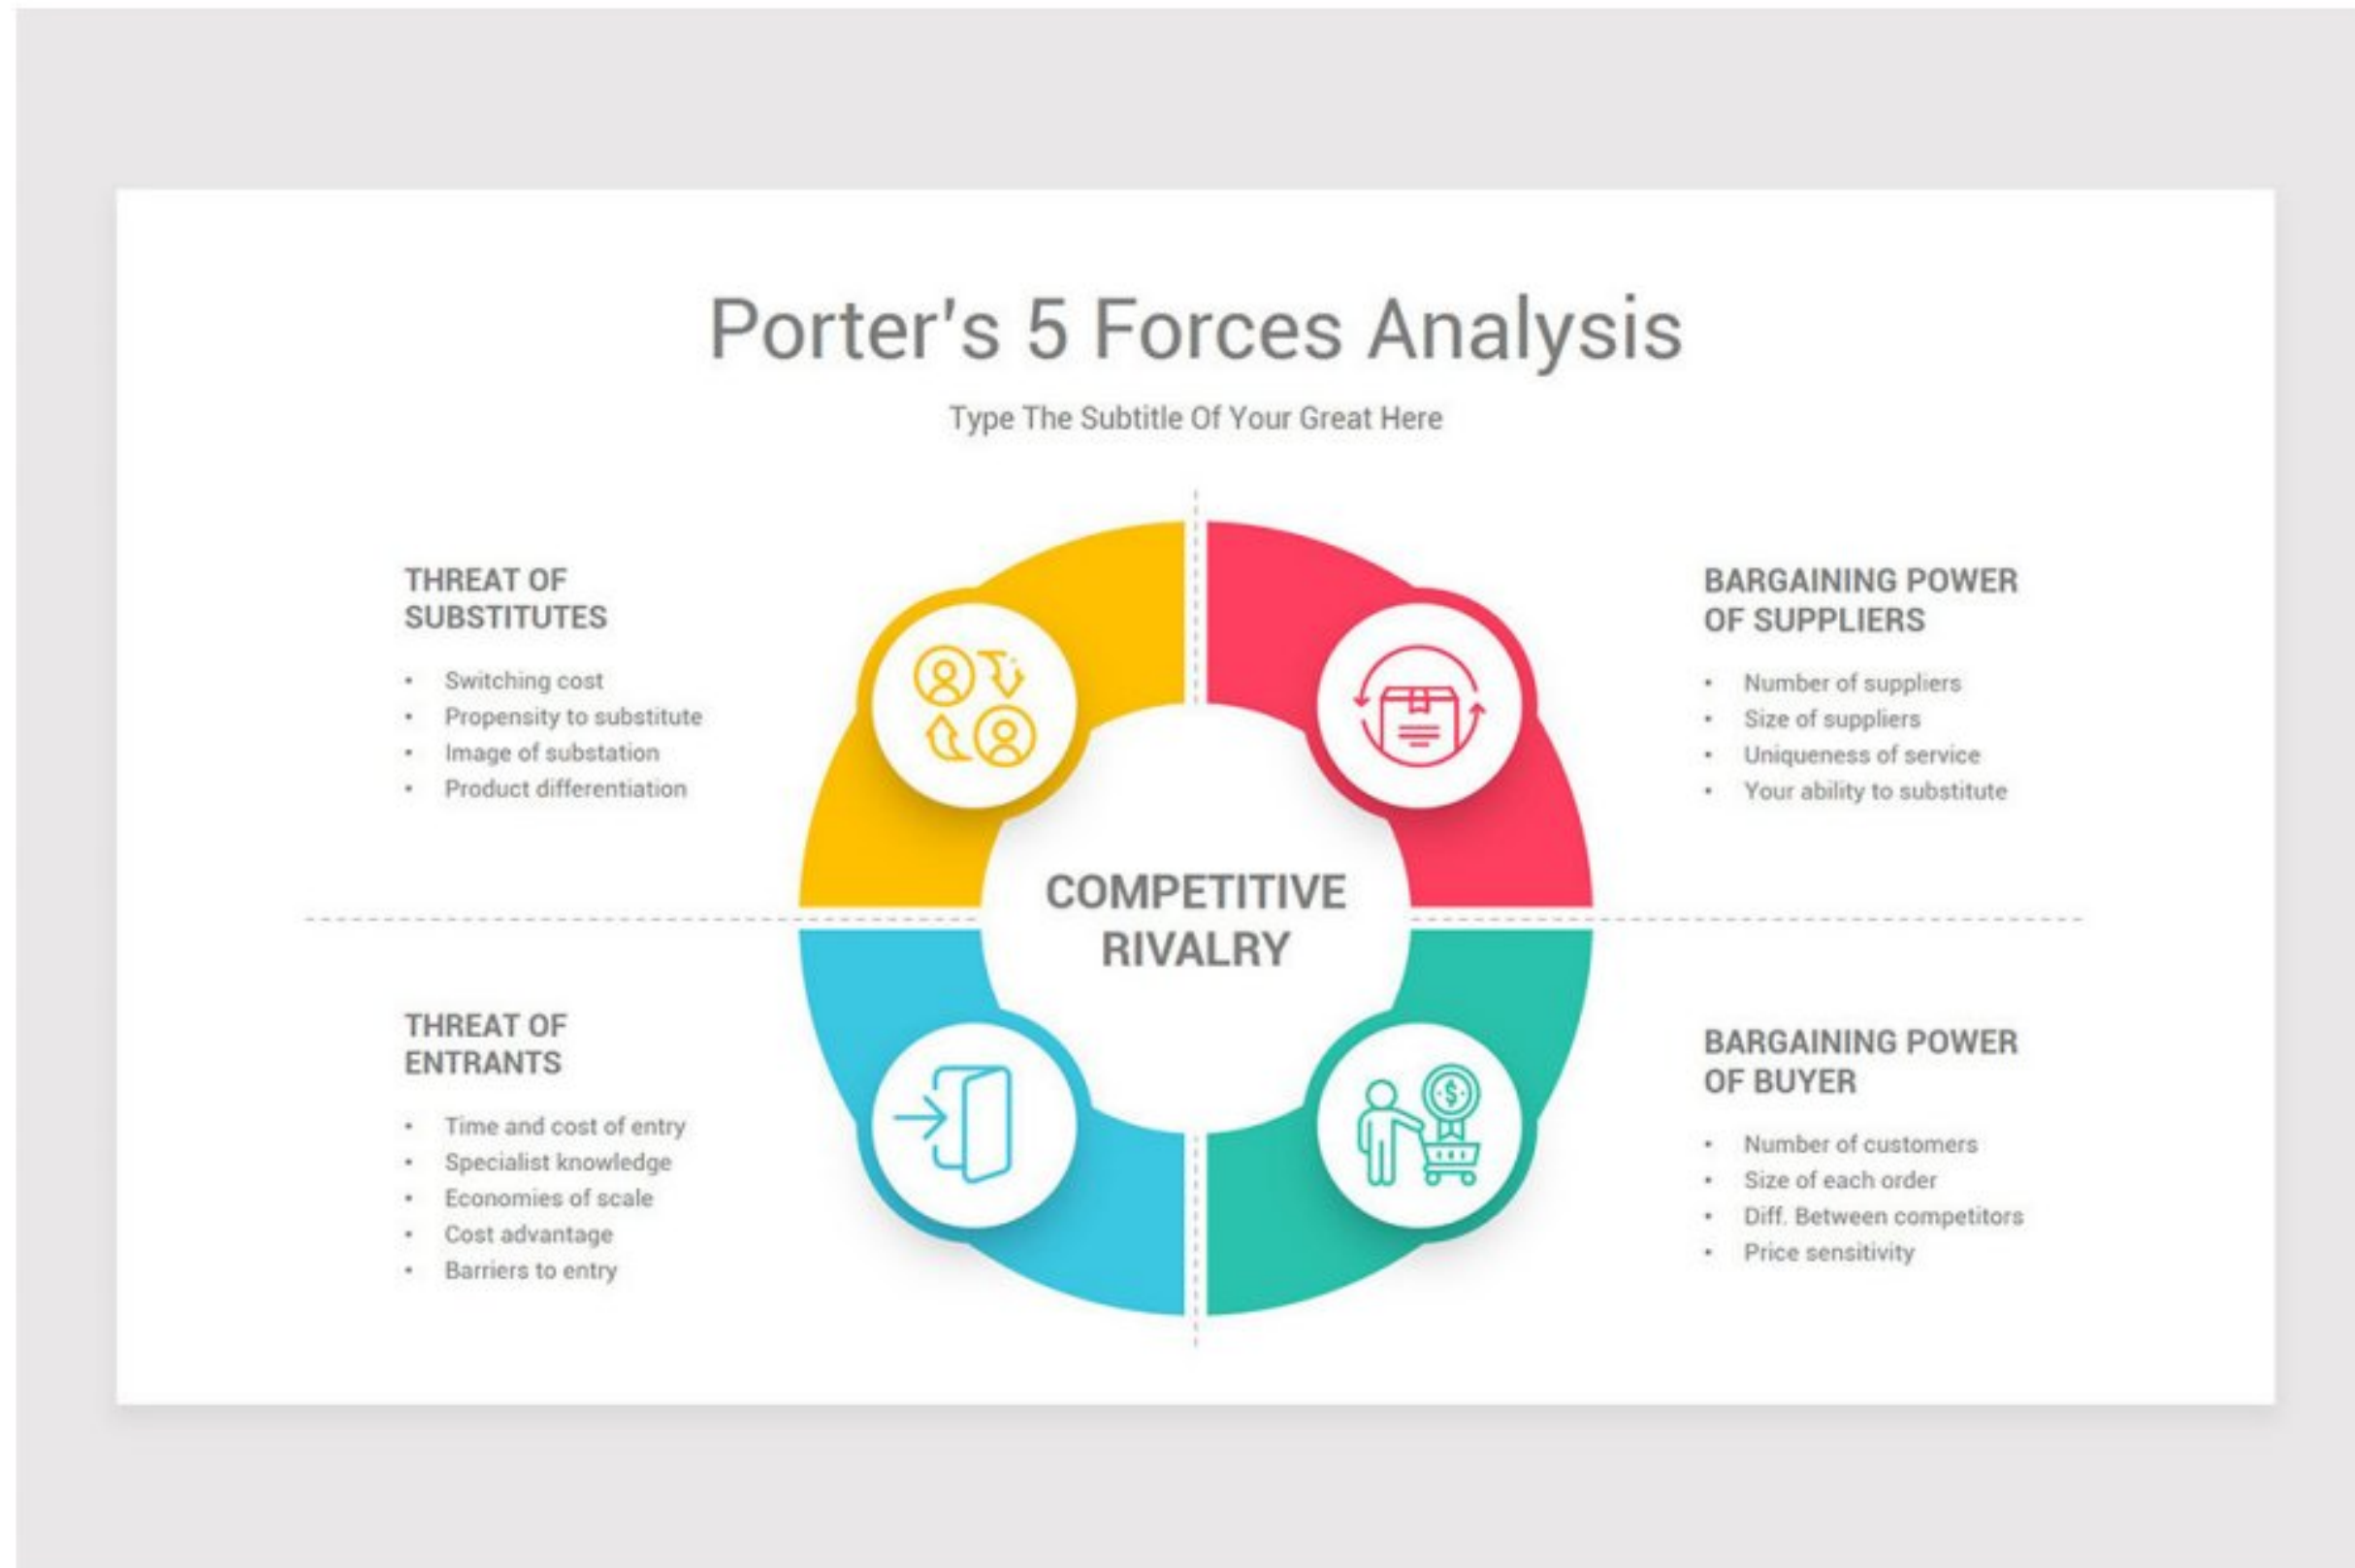 Porter's 5 Forces Analysis
Type The Subtitle Of Your Great Here
THREAT OF
SUBSTITUTES
• Switching cost
• Propensity to substitute
• Image of substation
• Product differentiation
BARGAINING POWER
OF SUPPLIERS
• Number of suppliers
• Size of suppliers
• Uniqueness of service
• Your ability to substitute
COMPETITIVE
RIVALRY
THREAT OF
ENTRANTS
• Time and cost of entry
• Specialist knowledge
• Economies of scale
• Cost advantage
• Barriers to entry
BARGAINING POWER
OF BUYER
• Number of customers
• Size of each order
• Diff. Between competitors
• Price sensitivity
$